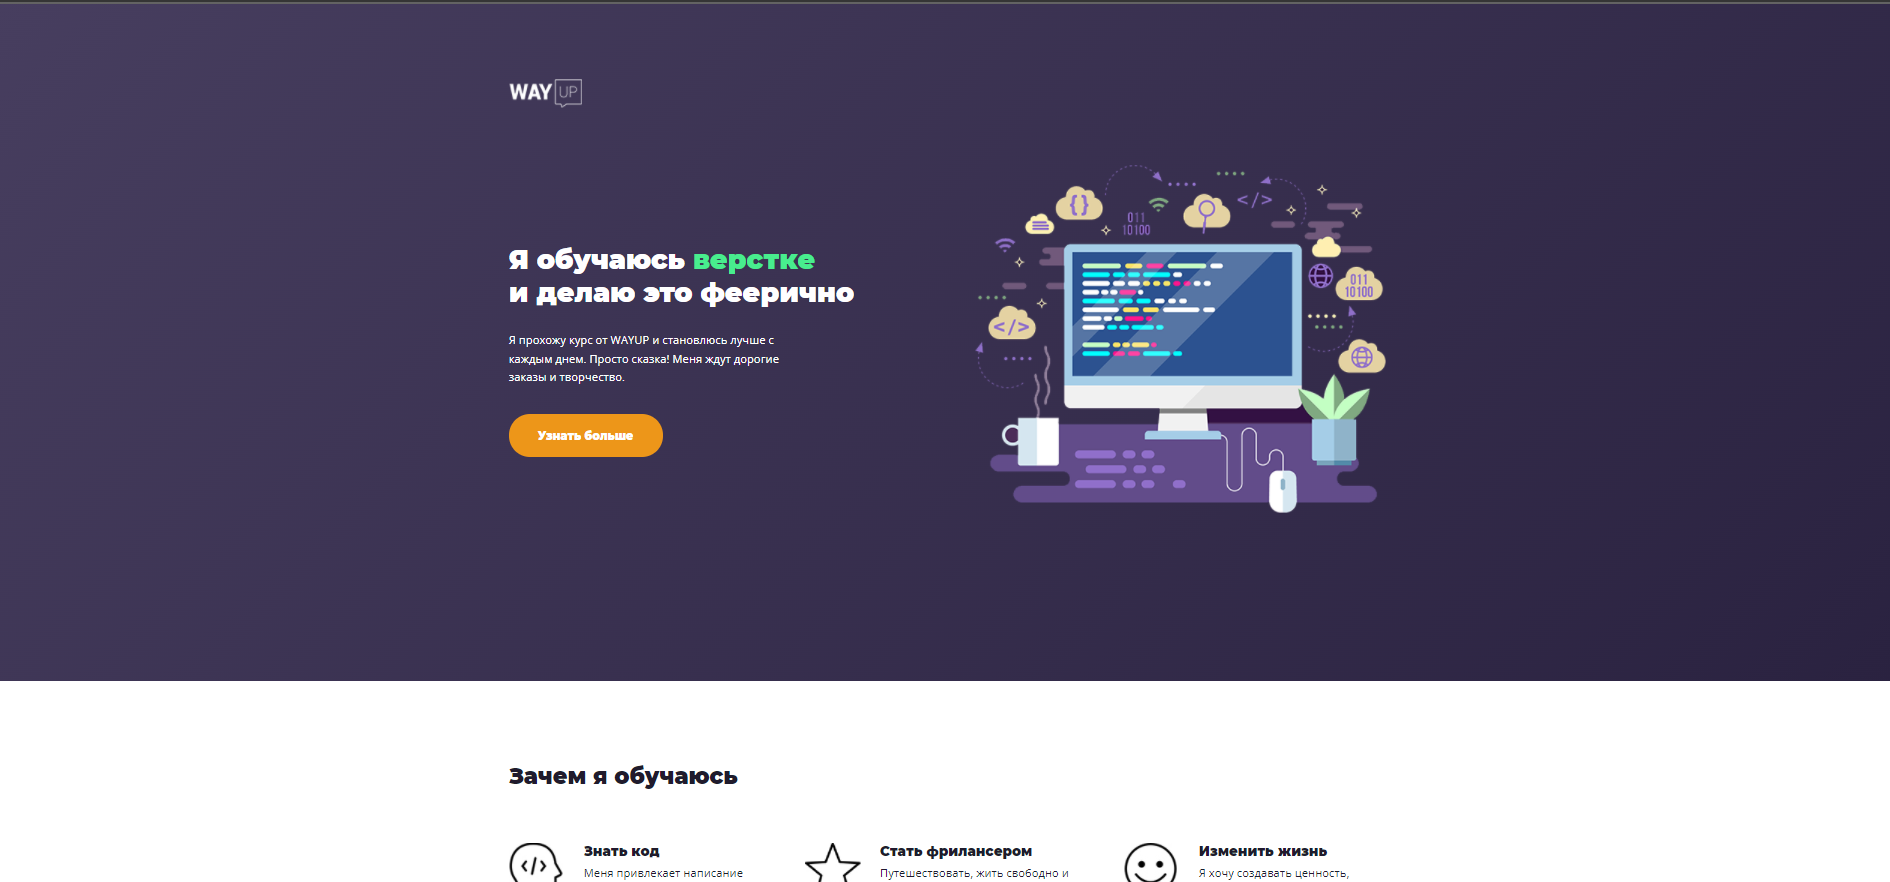 WAY UP
Я обучаюсь верстке
и делаю это феерично
Я прохожу курс от WAYUP и становлюсь лучше с
каждым днем. Просто сказка! Меня ждут дорогие
заказы и творчество.
Узнать больше
{}
011
10100
</>
011
10100
</>
Зачем я обучаюсь
</>
Знать код
Меня привлекает написание
Стать фрилансером
Путешествовать, жить свободно и
Изменить жизнь
Я хочу создавать ценность,